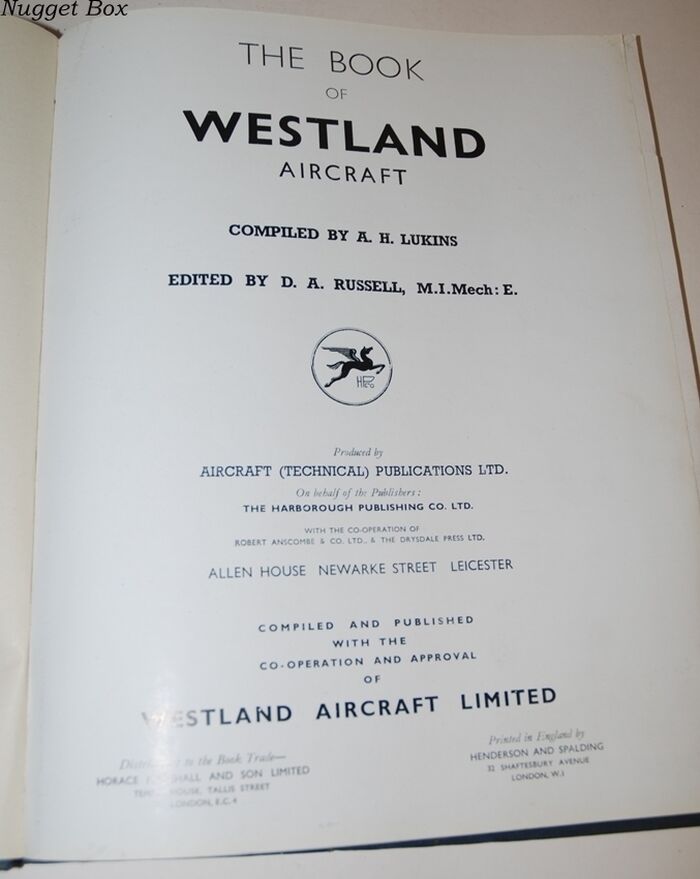 Nugget Box
THE BOOK
OF
WESTLAND
AIRCRAFT
COMPILED BY A. H. LUKINS
EDITED BY D. A. RUSSELL, M.I.Mech: E.
Produced by
AIRCRAFT (TECHNICAL) PUBLICATIONS LTD.
On behalf of the Publishers:
THE HARBOROUGH PUBLISHING CO. LTD.
WITH THE CO-OPERATION OF
ROBERT ANSCOMBE & CO. LTD., & THE DRYSDALE PRESS LTD.
ALLEN HOUSE NEWARKE STREET LEICESTER
COMPILED AND PUBLISHED
WITH THE
CO-OPERATION AND APPROVAL
OF
WESTLAND AIRCRAFT LIMITED
to the Book Trade—
HORACE AND SON LIMITED
HOUSE, TALLIS STREET
LONDON, E.C.4
Printed in England by
HENDERSON AND SPALDING
32 SHAFTESBURY AVENUE
LONDON, W.1